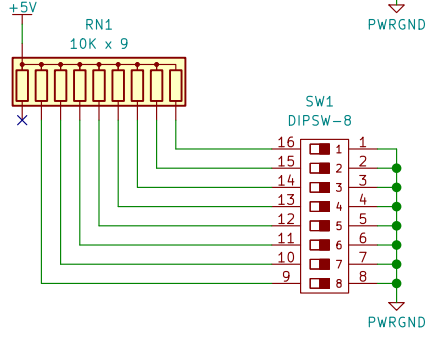 +5V
PWRGND
RN1
10K x 9
SW1
DIPSW-8
16 1 1
15 2 2
14 3 3
13 4 4
12 5 5
11 6 6
10 7 7
9 8 8
PWRGND